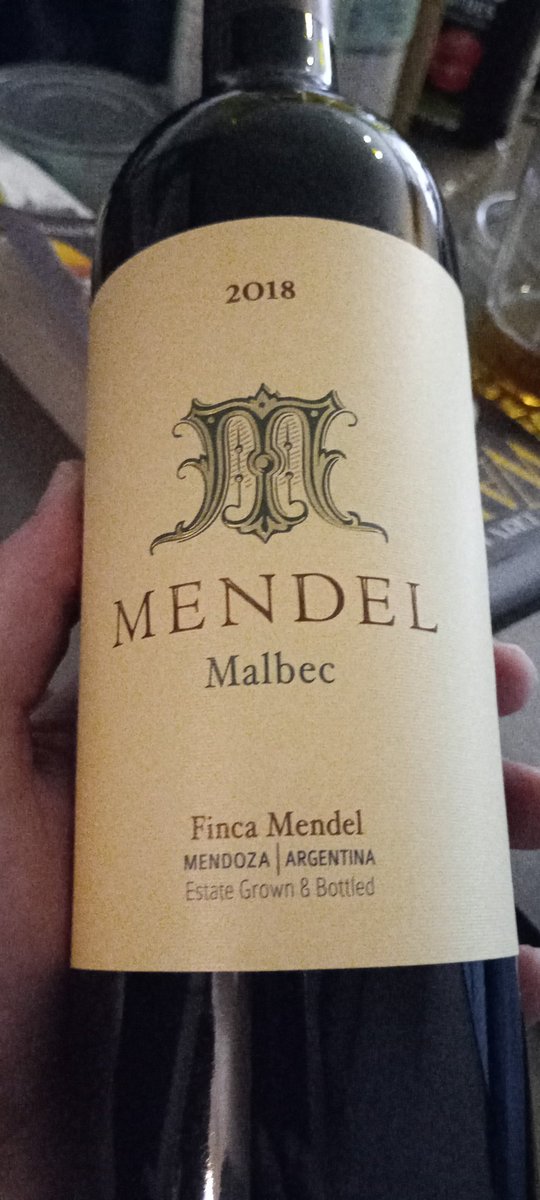 2018
M
MENDEL
Malbec
Finca Mendel
MENDOZA | ARGENTINA
Estate Grown & Bottled